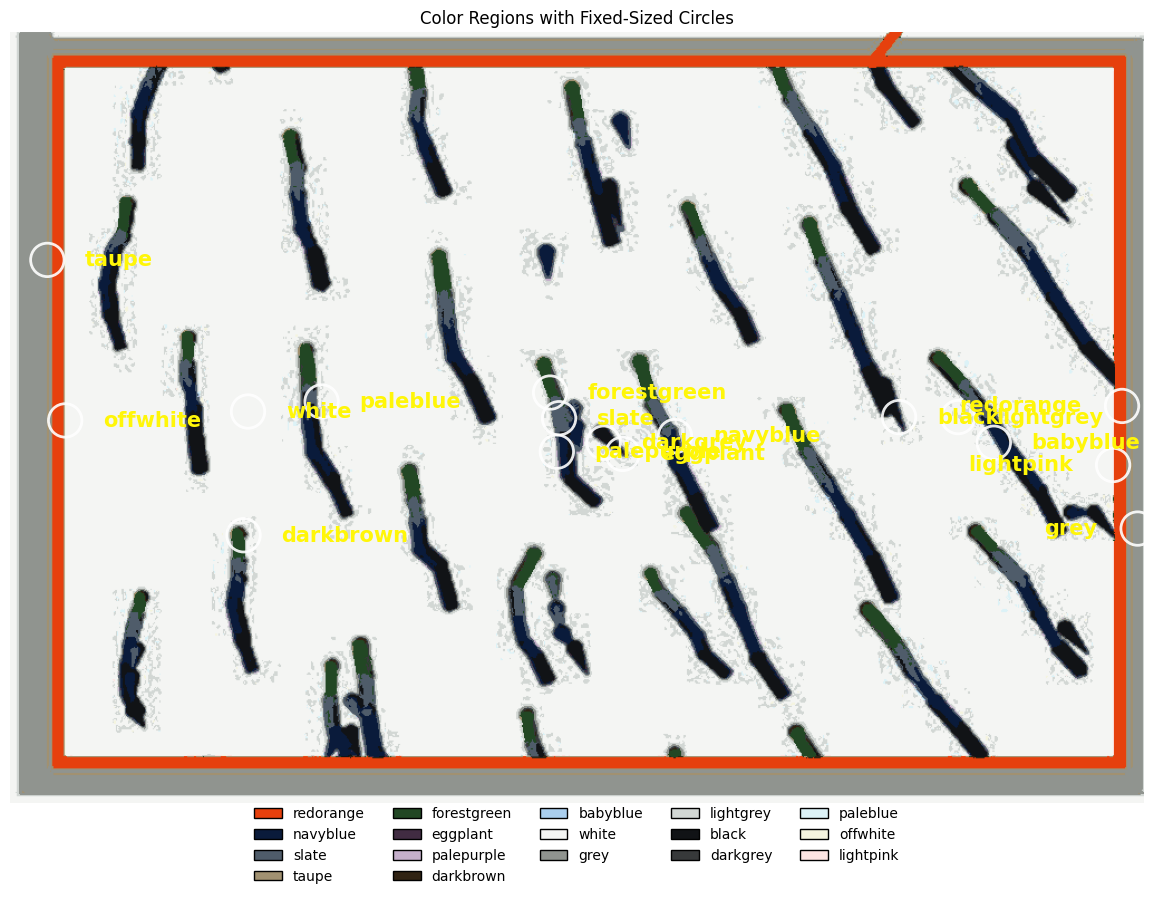 Color Regions with Fixed-Sized Circles
taupe
forestgreen
paleblue
redorange
white
offwhite
slate
black
lightgrey
navyblue
darkgrey
babyblue
palepurple
eggplant
lightpink
grey
darkbrown
redorange forestgreen babyblue lightgrey paleblue
navyblue eggplant white black offwhite
slate palepurple grey darkgrey lightpink
taupe darkbrown